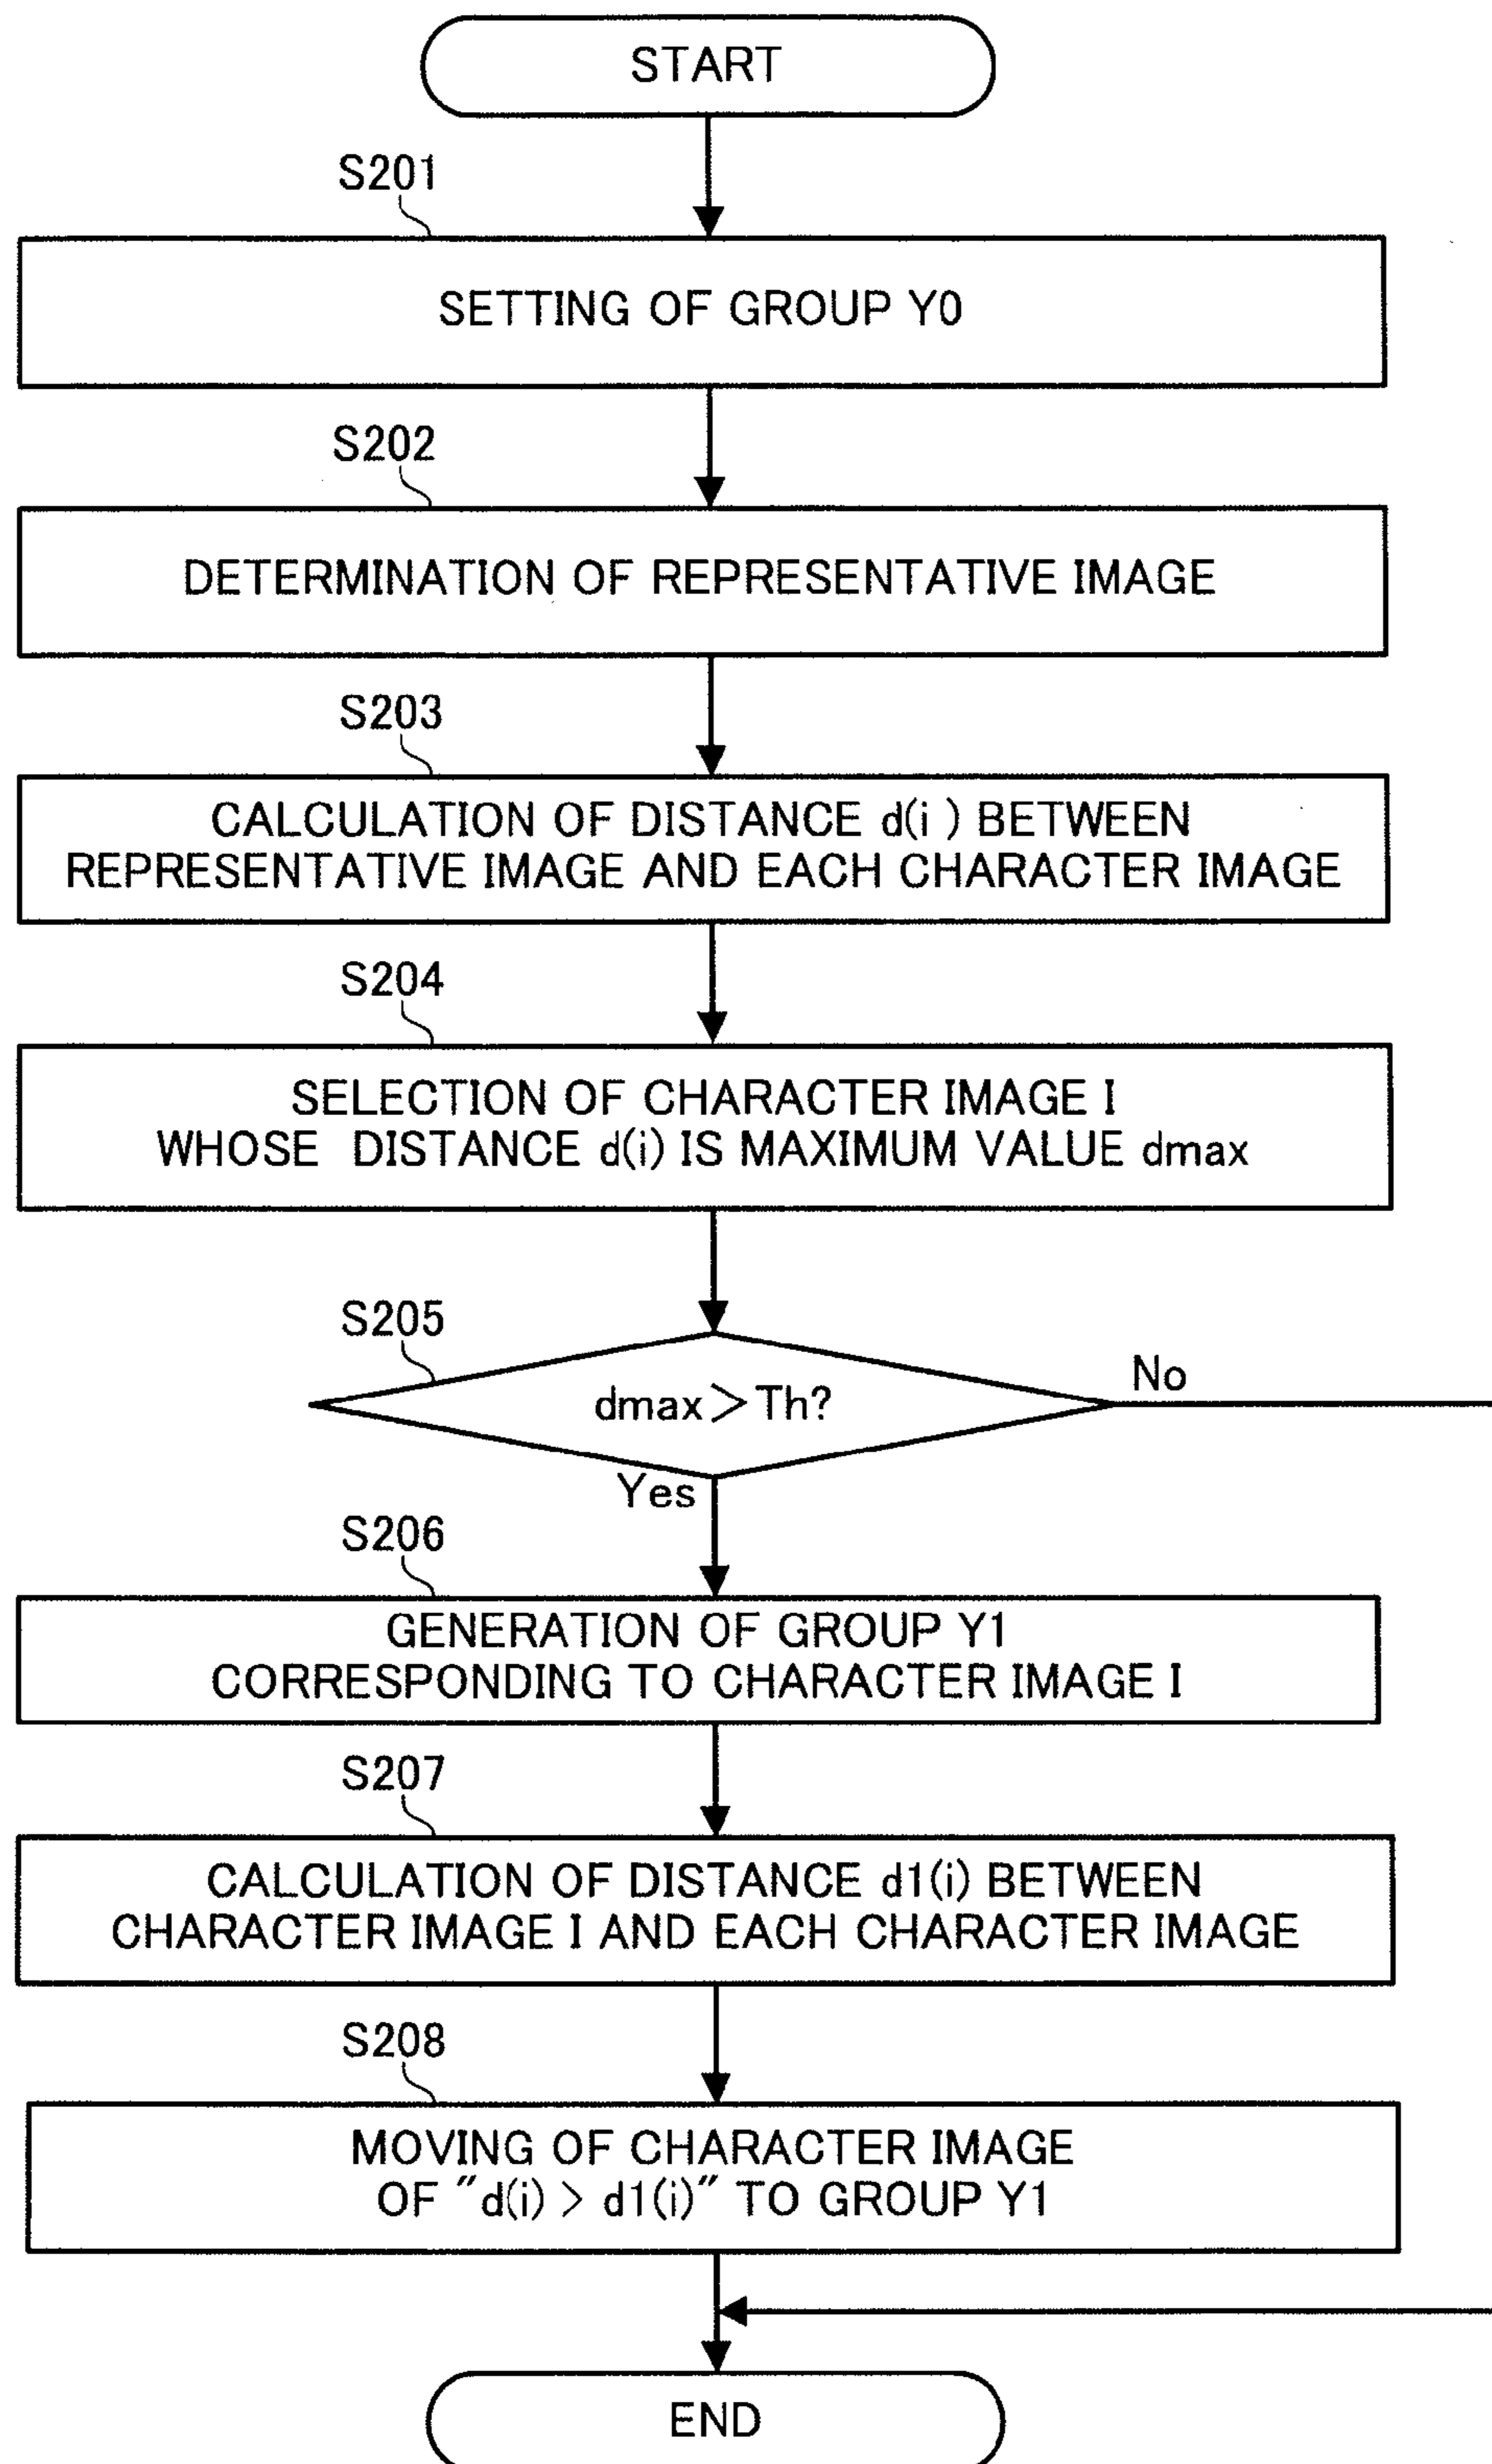 START
S201
SETTING OF GROUP Y0
S202
DETERMINATION OF REPRESENTATIVE IMAGE
S203
CALCULATION OF DISTANCE d(i ) BETWEEN
REPRESENTATIVE IMAGE AND EACH CHARACTER IMAGE
S204
SELECTION OF CHARACTER IMAGE I
WHOSE DISTANCE d(i) IS MAXIMUM VALUE dmax
S205
dmax＞Th?
No
Yes
S206
GENERATION OF GROUP Y1
CORRESPONDING TO CHARACTER IMAGE I
S207
CALCULATION OF DISTANCE d1(i) BETWEEN
CHARACTER IMAGE I AND EACH CHARACTER IMAGE
S208
MOVING OF CHARACTER IMAGE
OF "d(i) > d1(i)" TO GROUP Y1
END